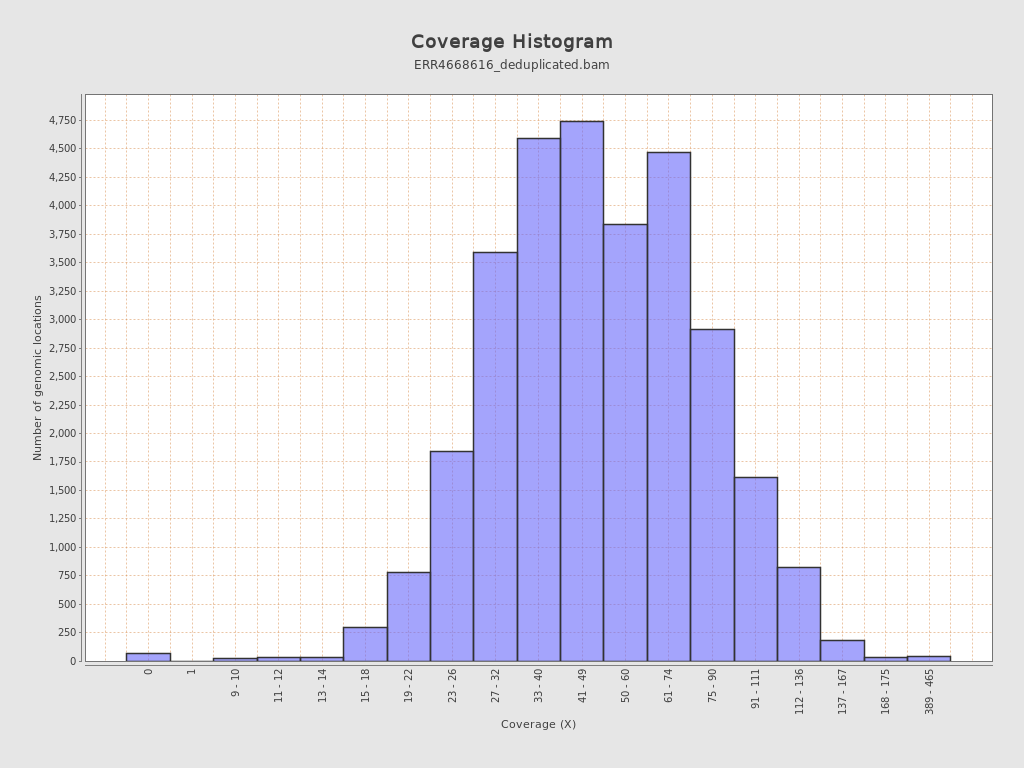 Coverage Histogram
ERR4668616_deduplicated.bam
Number of genomic locations
4,750
4,500
4,250
4,000
3,750
3,500
3,250
3,000
2,750
2,500
2,250
2,000
1,750
1,500
1,250
1,000
750
500
250
0
0
1
9 - 10
11 - 12
13 - 14
15 - 18
19 - 22
23 - 26
27 - 32
33 - 40
41 - 49
50 - 60
61 - 74
75 - 90
91 - 111
112 - 136
137 - 167
168 - 175
389 - 465
Coverage (X)